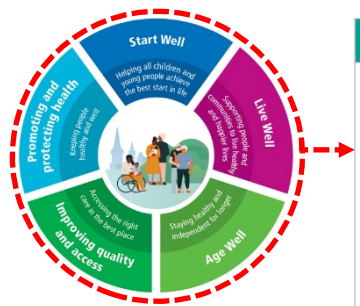 Start Well
Helping all children and
young people achieve
the best start in life
Live Well
Supporting people and
communities to live healthy
and happier lives
Age Well
Staying healthy and
independent for longer
Improving quality
and access
Accessing the right
care in the best place
Promoting and
protecting health
Keeping people
healthy and well